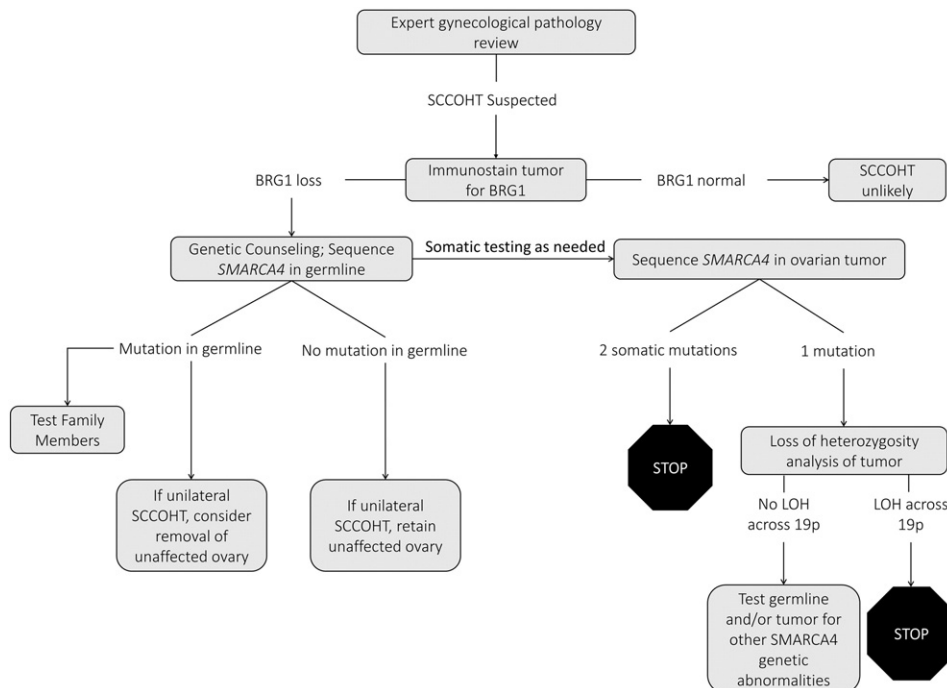 Expert gynecological pathology
review
SCCOHT Suspected
BRG1 loss
Immunostain tumor
for BRG1
BRG1 normal
SCCOHT
unlikely
Genetic Counseling; Sequence
SMARCA4 in germline
Somatic testing as needed
Sequence SMARCA4 in ovarian tumor
Mutation in germline
No mutation in germline
2 somatic mutations
1 mutation
Test Family
Members
STOP
Loss of heterozygosity
analysis of tumor
If unilateral
SCCOHT, consider
removal of
unaffected ovary
If unilateral
SCCOHT, retain
unaffected ovary
No LOH
across 19p
LOH across
19p
Test germline
and/or tumor for
other SMARCA4
genetic
abnormalities
STOP